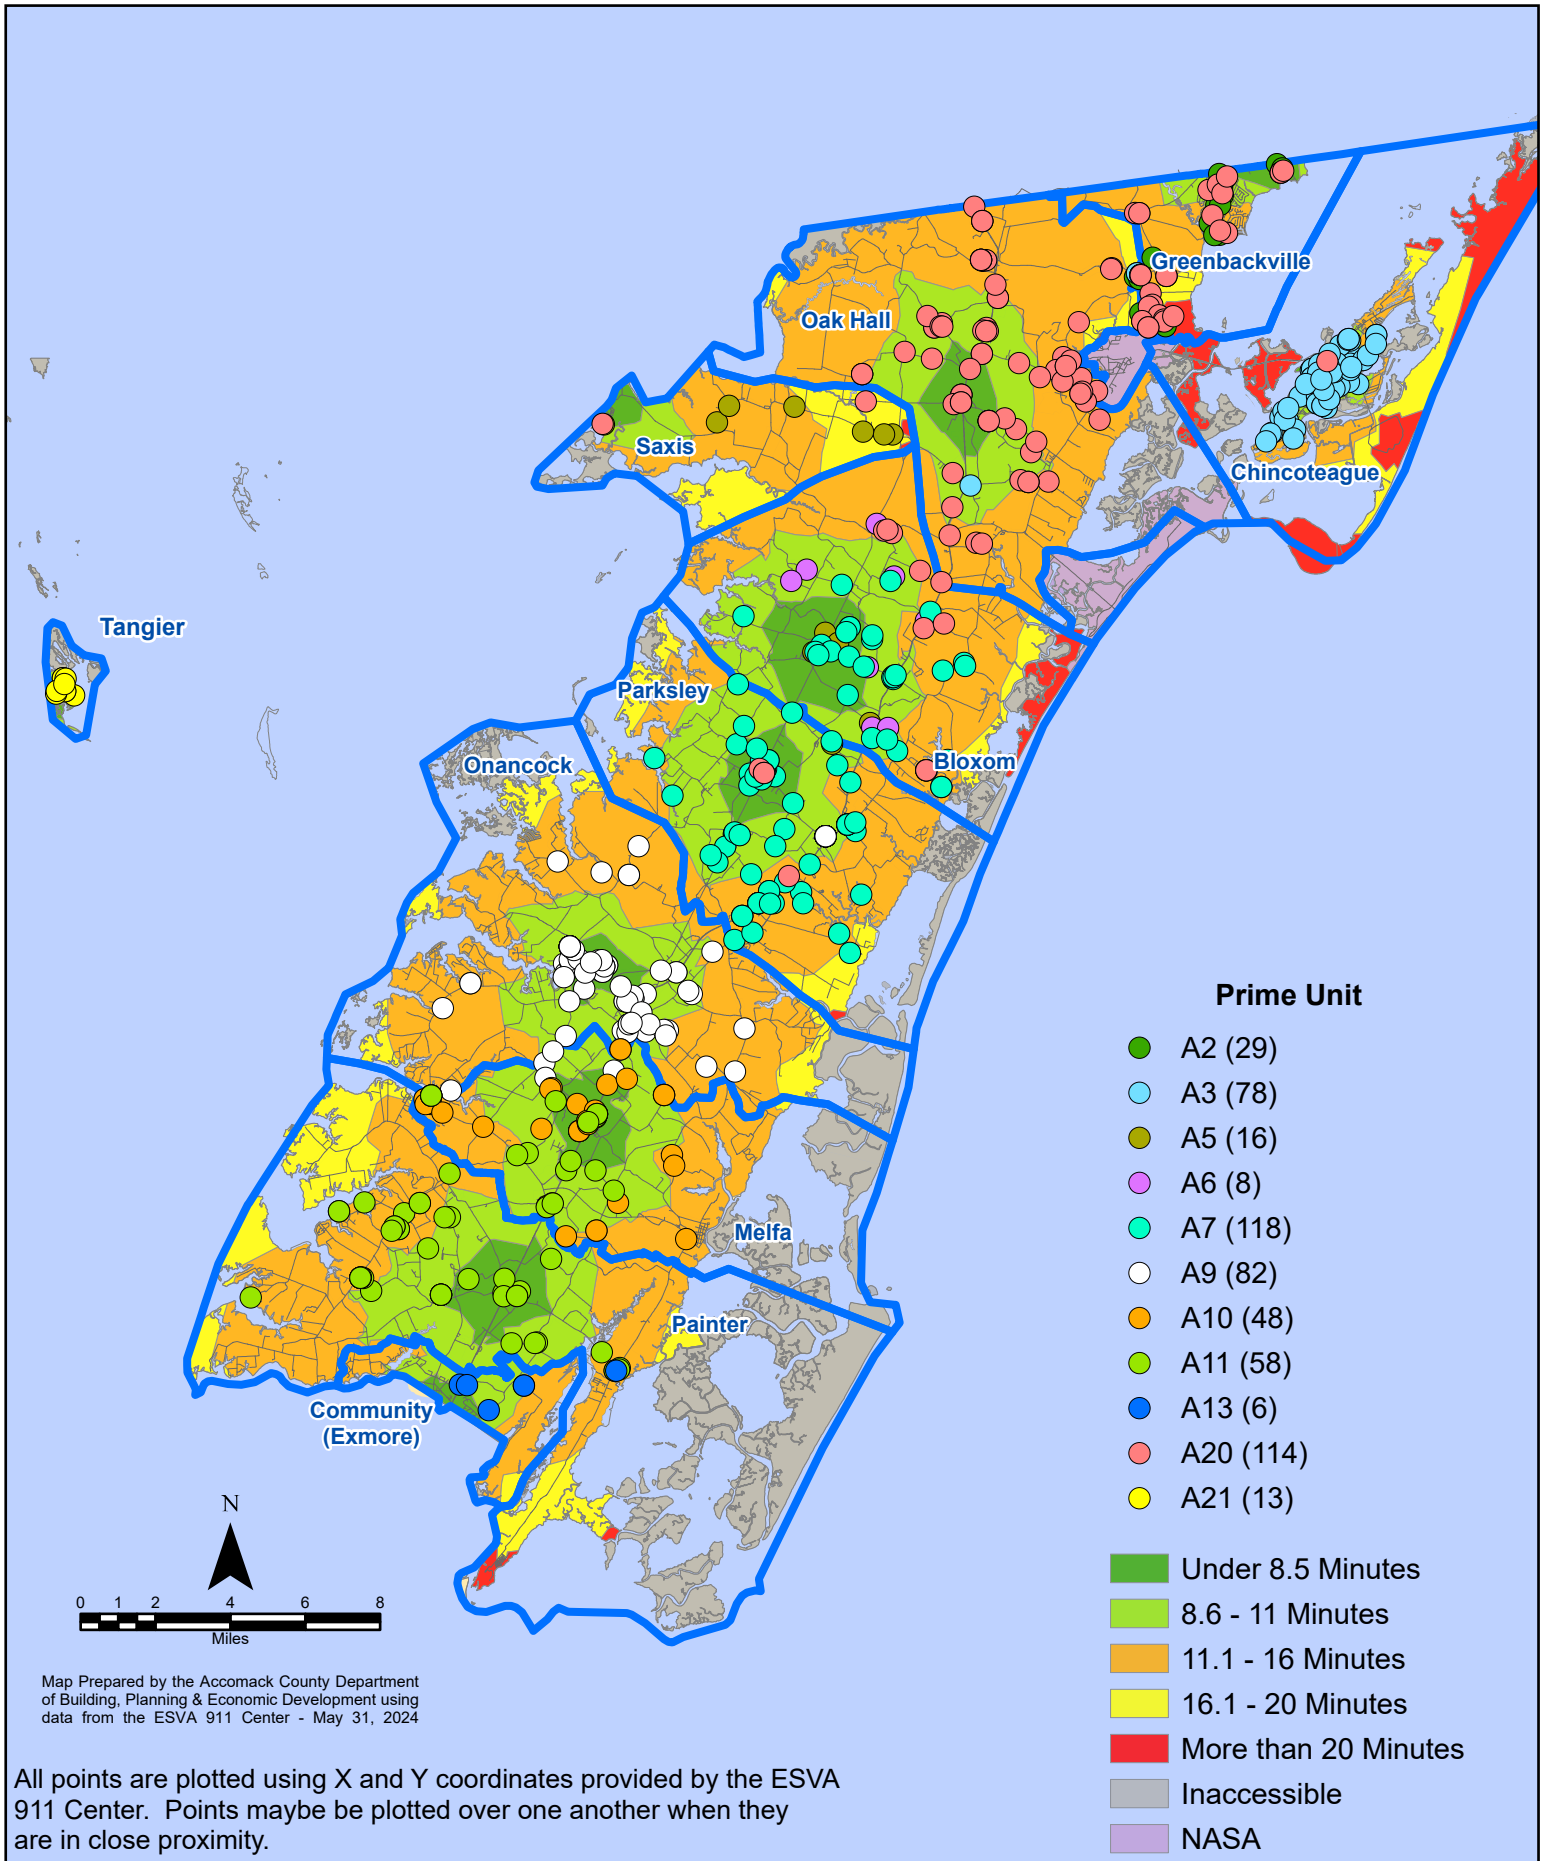 Greenbackville
Oak Hall
Saxis
Chincoteague
Tangier
Parksley
Onancock
Bloxom
Melfa
Painter
Community
(Exmore)
Prime Unit
A2 (29)
A3 (78)
A5 (16)
A6 (8)
A7 (118)
A9 (82)
A10 (48)
A11 (58)
A13 (6)
A20 (114)
A21 (13)
Under 8.5 Minutes
8.6 - 11 Minutes
11.1 - 16 Minutes
16.1 - 20 Minutes
More than 20 Minutes
Inaccessible
NASA
N
0 1 2 4 6 8
Miles
Map Prepared by the Accomack County Department
of Building, Planning & Economic Development using
data from the ESVA 911 Center - May 31, 2024
All points are plotted using X and Y coordinates provided by the ESVA
911 Center. Points maybe be plotted over one another when they
are in close proximity.